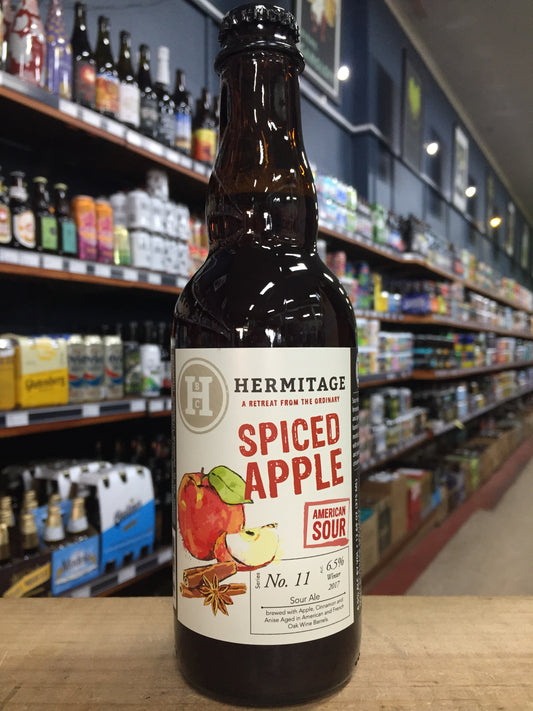 H
B
C
HERMITAGE
A RETREAT FROM THE ORDINARY
SPICED
APPLE
AMERICAN
SOUR
Series No. 11
6.5%
Winter
2017
Sour Ale
brewed with Apple, Cinnamon and
Anise Aged in American and French
Oak Wine Barrels.
Glutenberg